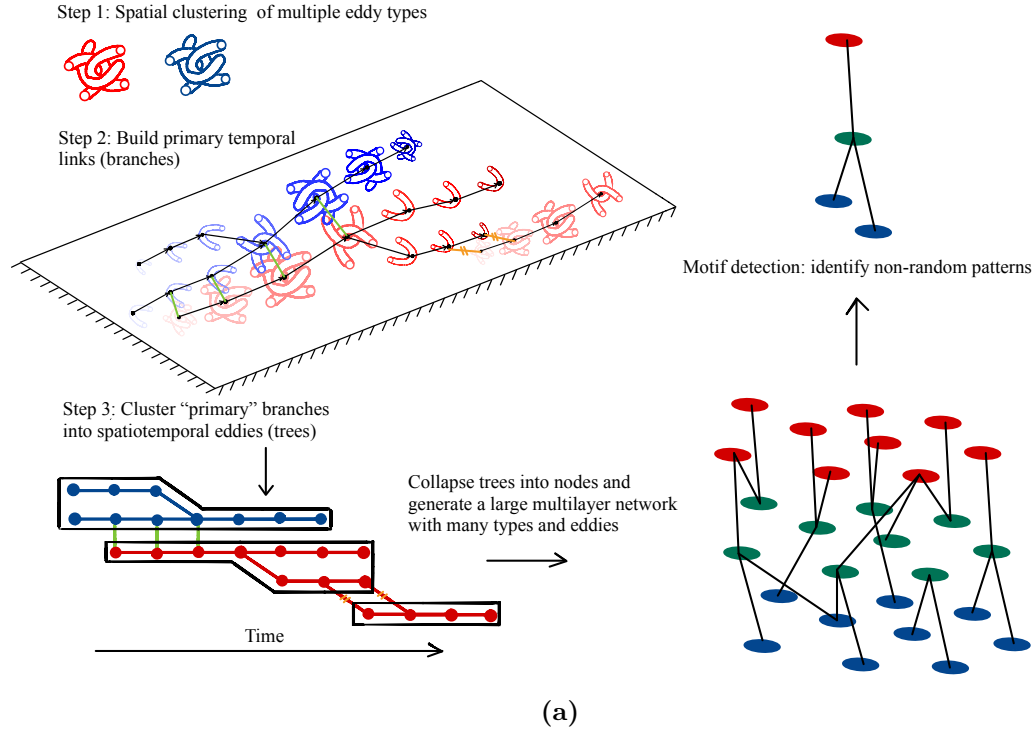 Step 1: Spatial clustering of multiple eddy types
Step 2: Build primary temporal
links (branches)
Motif detection: identify non-random patterns
Step 3: Cluster “primary” branches
into spatiotemporal eddies (trees)
Collapse trees into nodes and
generate a large multilayer network
with many types and eddies
Time
(a)